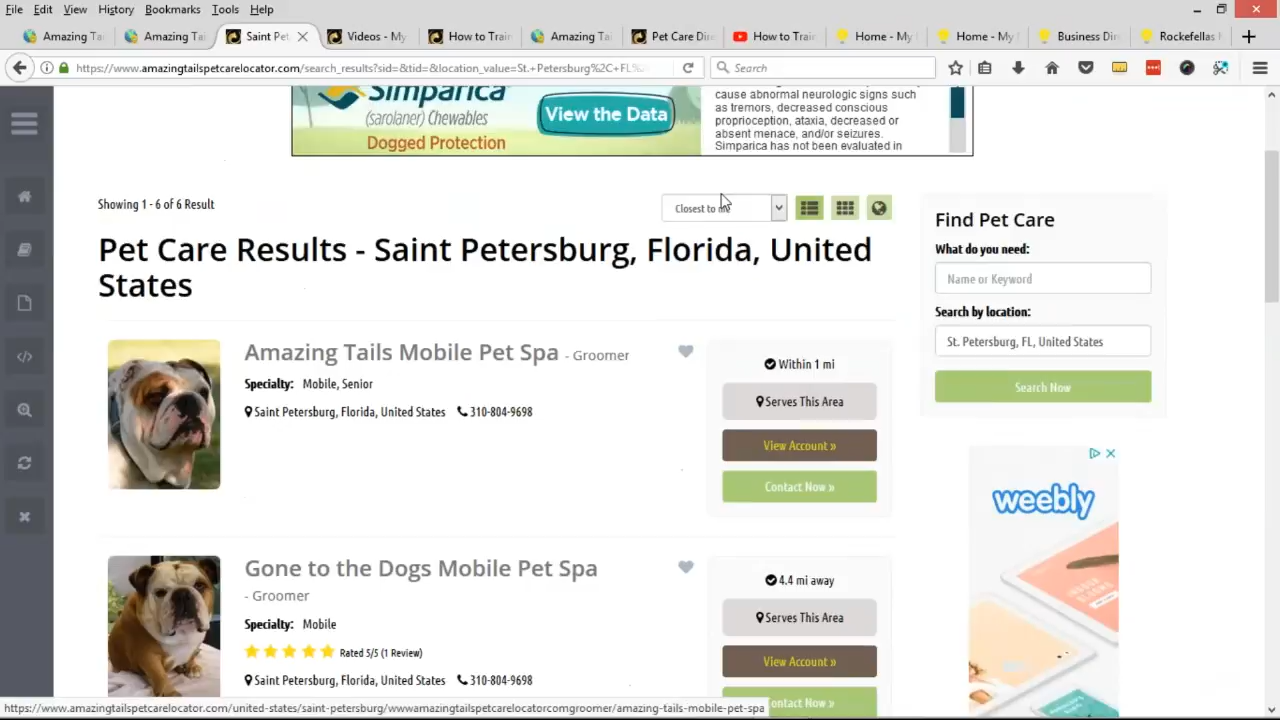 File Edit View History Bookmarks Tools Help
Amazing Ta
Amazing Ta
Saint Pet
Videos - My
How to Train
Amazing Tai
Pet Care Dir
How to Train
Home - My
Home - My
Business Dir
Rockefellas
https://www.amazingtailspetcarelocator.com/search_results?sid=&tid=&location_value=St.+Petersburg%2C+FL%
Search
Simparica
(sarolaner) Chewables
Dogged Protection
View the Data
cause abnormal neurologic signs such
as tremors, decreased conscious
proprioception, ataxia, decreased or
absent menace, and/or seizures.
Simparica has not been evaluated in
Showing 1 - 6 of 6 Result
Closest to me
Pet Care Results - Saint Petersburg, Florida, United
States
Amazing Tails Mobile Pet Spa - Groomer
Specialty: Mobile, Senior
Saint Petersburg, Florida, United States 310-804-9698
Within 1 mi
Serves This Area
View Account »
Contact Now »
Gone to the Dogs Mobile Pet Spa
- Groomer
Specialty: Mobile
Rated 5/5 (1 Review)
Saint Petersburg, Florida, United States 310-804-9698
4.4 mi away
Serves This Area
View Account »
ontact Now »
Find Pet Care
What do you need:
Name or Keyword
Search by location:
St. Petersburg, FL, United States
Search Now
weebly
https://www.amazingtailspetcarelocator.com/united-states/saint-petersburg/wwwamazingtailspetcarelocatorcomgroomer/amazing-tails-mobile-pet-spa